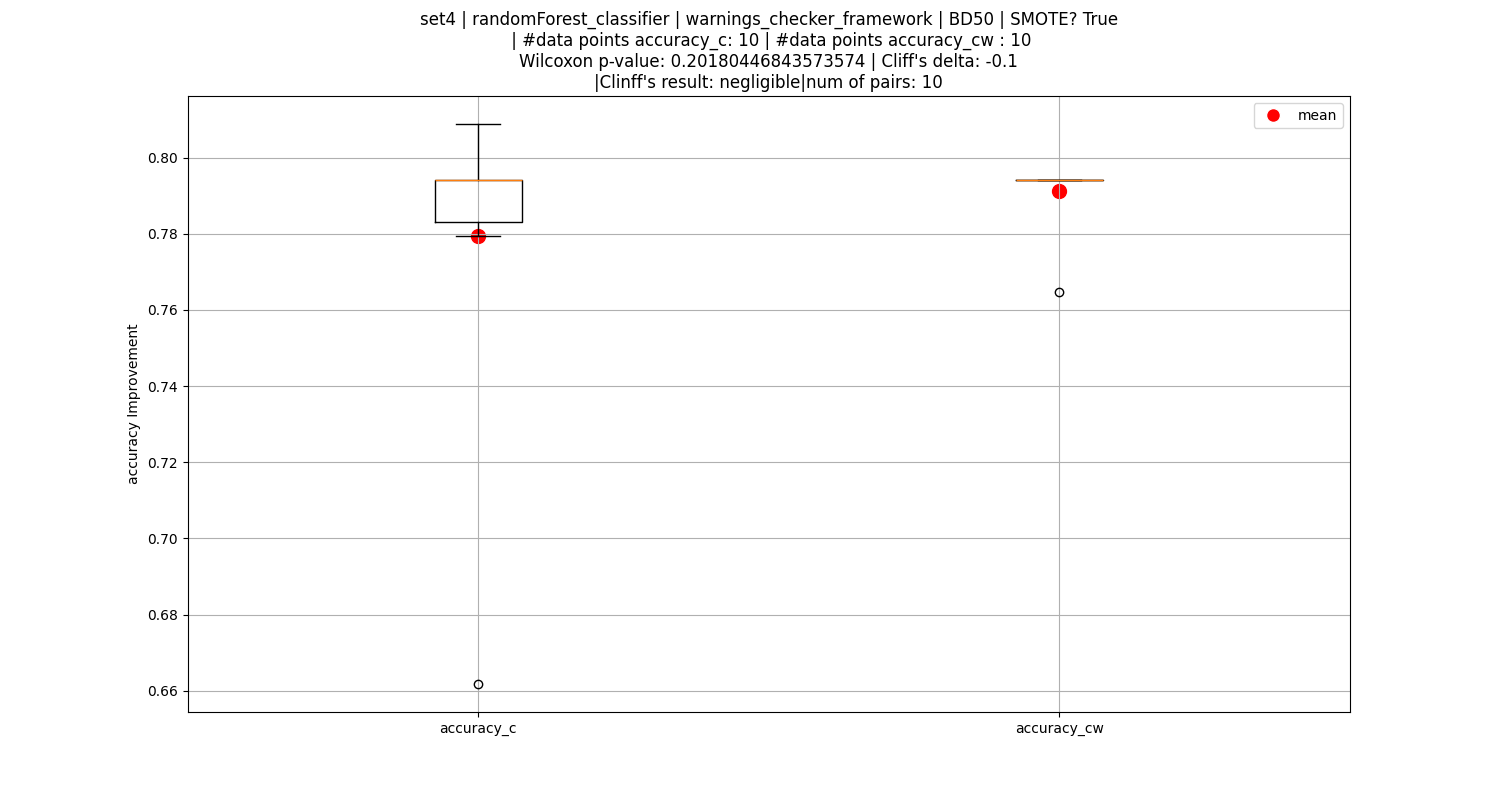 set4 | randomForest_classifier | warnings_checker_framework | BD50 | SMOTE? True
| #data points accuracy_c: 10 | #data points accuracy_cw : 10
Wilcoxon p-value: 0.20180446843573574 | Cliff's delta: -0.1
|Clinff's result: negligible|num of pairs: 10
mean
0.80
0.78
0.76
0.74
0.72
0.70
0.68
0.66
accuracy Improvement
accuracy_c
accuracy_cw